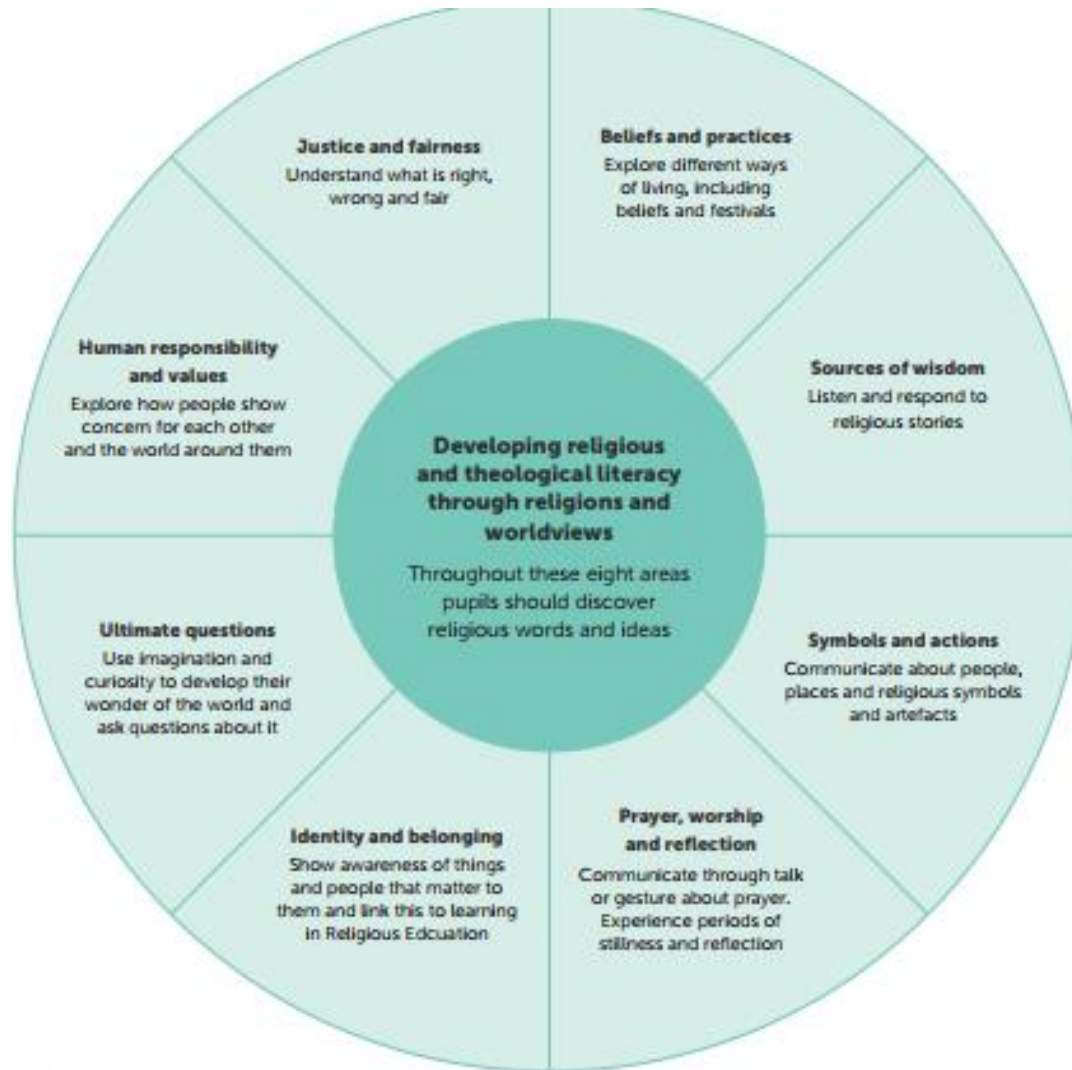 Justice and fairness
Understand what is right,
wrong and fair
Beliefs and practices
Explore different ways
of living, including
beliefs and festivals
Human responsibility
and values
Explore how people show
concern for each other
and the world around them
Sources of wisdom
Listen and respond to
religious stories
Developing religious
and theological literacy
through religions and
worldviews
Throughout these eight areas
pupils should discover
religious words and ideas
Ultimate questions
Use imagination and
curiosity to develop their
wonder of the world and
ask questions about it
Symbols and actions
Communicate about people,
places and religious symbols
and artefacts
Identity and belonging
Show awareness of things
and people that matter to
them and link this to learning
in Religious Edcuation
Prayer, worship
and reflection
Communicate through talk
or gesture about prayer.
Experience periods of
stillness and reflection